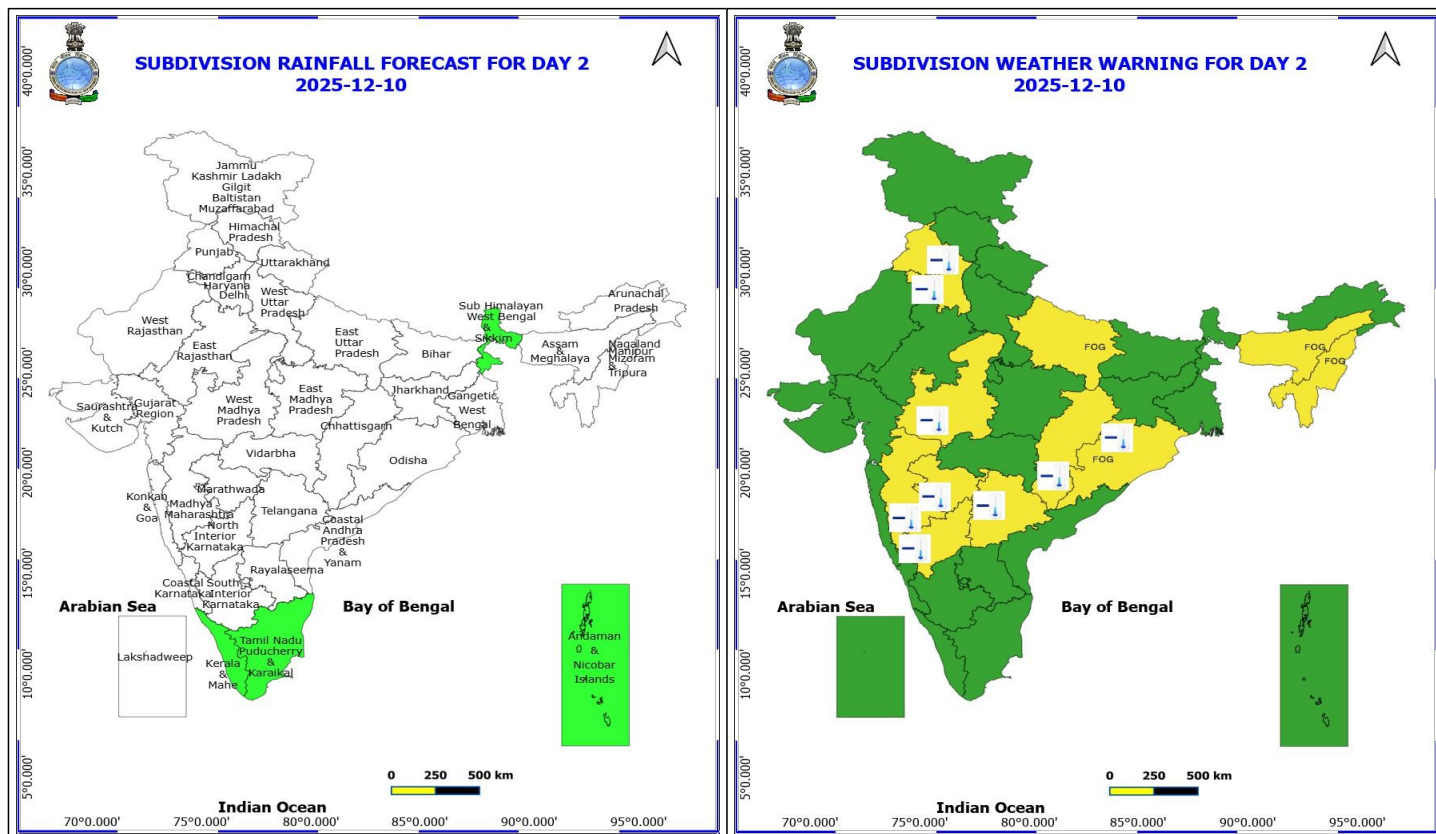 SUBDIVISION RAINFALL FORECAST FOR DAY 2
2025-12-10
40°0.000'
35°0.000'
30°0.000'
25°0.000'
20°0.000'
15°0.000'
10°0.000'
5°0.000'
Jammu
Kashmir Ladakh
Gilgit
Baltistan
Muzaffarabad
Himachal
Pradesh
Punjab
Uttarakhand
Chandigarh
Haryana
Delhi
West
Uttar
Pradesh
Arunachal
Pradesh
West
Rajasthan
Sub Himalayan
West Bengal
&
Sikkim
East
Rajasthan
East
Uttar
Pradesh
Bihar
Assam
&
Meghalaya
Nagaland
Manipur
Mizoram
&
Tripura
Saurashtra
&
Kutch
Gujarat
Region
West
Madhya
Pradesh
East
Madhya
Pradesh
Jharkhand
Gangetic
West
Bengal
Chhattisgarh
Vidarbha
Odisha
Konkan
&
Goa
Madhya
Maharashtra
Marathwada
North
Interior
Karnataka
Telangana
Coastal
Andhra
Pradesh
&
Yanam
Rayalaseema
Coastal
Karnataka
South
Interior
Karnataka
Arabian Sea
Bay of Bengal
Lakshadweep
Kerala
&
Mahe
Tamil Nadu
Puducherry
&
Karaikal
Andaman
&
Nicobar
Islands
0 250 500 km
Indian Ocean
70°0.000' 75°0.000' 80°0.000' 85°0.000' 90°0.000' 95°0.000'
SUBDIVISION WEATHER WARNING FOR DAY 2
2025-12-10
40°0.000'
35°0.000'
30°0.000'
25°0.000'
20°0.000'
15°0.000'
10°0.000'
5°0.000'
FOG
FOG
FOG
FOG
Arabian Sea
Bay of Bengal
0 250 500 km
Indian Ocean
70°0.000' 75°0.000' 80°0.000' 85°0.000' 90°0.000' 95°0.000'